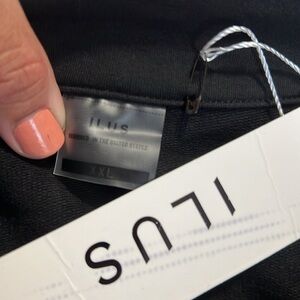 ILUS
IN THE UNITED STATES
XXL
ILUS